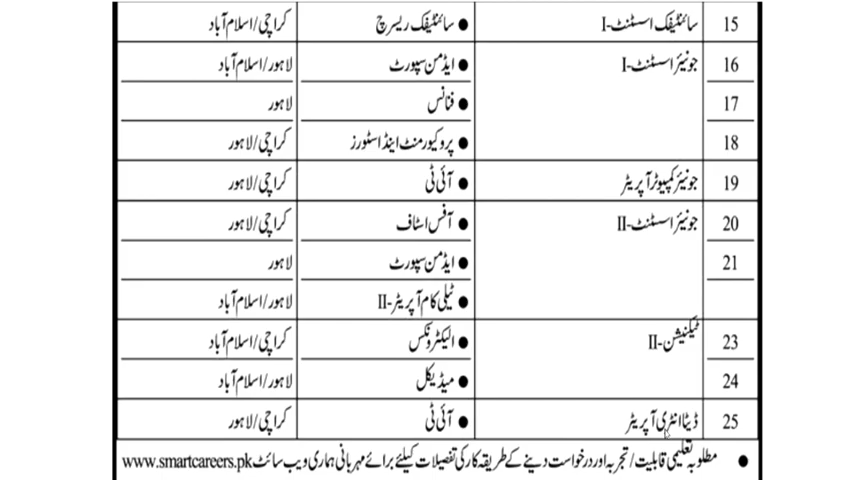 15 سائنٹیفک اسسٹنٹ-I ● سائنٹیفک ریسرچ کراچی/اسلام آباد
16 جونیئر اسسٹنٹ-I ● ایڈمن سپورٹ لاہور/اسلام آباد
17 ● فنانس لاہور
18 ● پروکیورمنٹ اینڈ اسٹورز کراچی/لاہور
19 جونیئر کمپیوٹر آپریٹر ● آئی ٹی کراچی/لاہور
20 جونیئر اسسٹنٹ-II ● آفس اسٹاف کراچی/لاہور
21 ● ایڈمن سپورٹ لاہور
● ٹیلی کام آپریٹر-II لاہور/اسلام آباد
23 ٹیکنیشن-II ● الیکٹرونکس کراچی/اسلام آباد
24 ● میڈیکل لاہور/اسلام آباد
25 ڈیٹا انٹری آپریٹر ● آئی ٹی کراچی/لاہور
● مطلوبہ تعلیمی قابلیت/تجربہ اور درخواست دینے کے طریقہ کار کی تفصیلات کیلئے برائے مہربانی ہماری ویب سائٹ www.smartcareers.pk